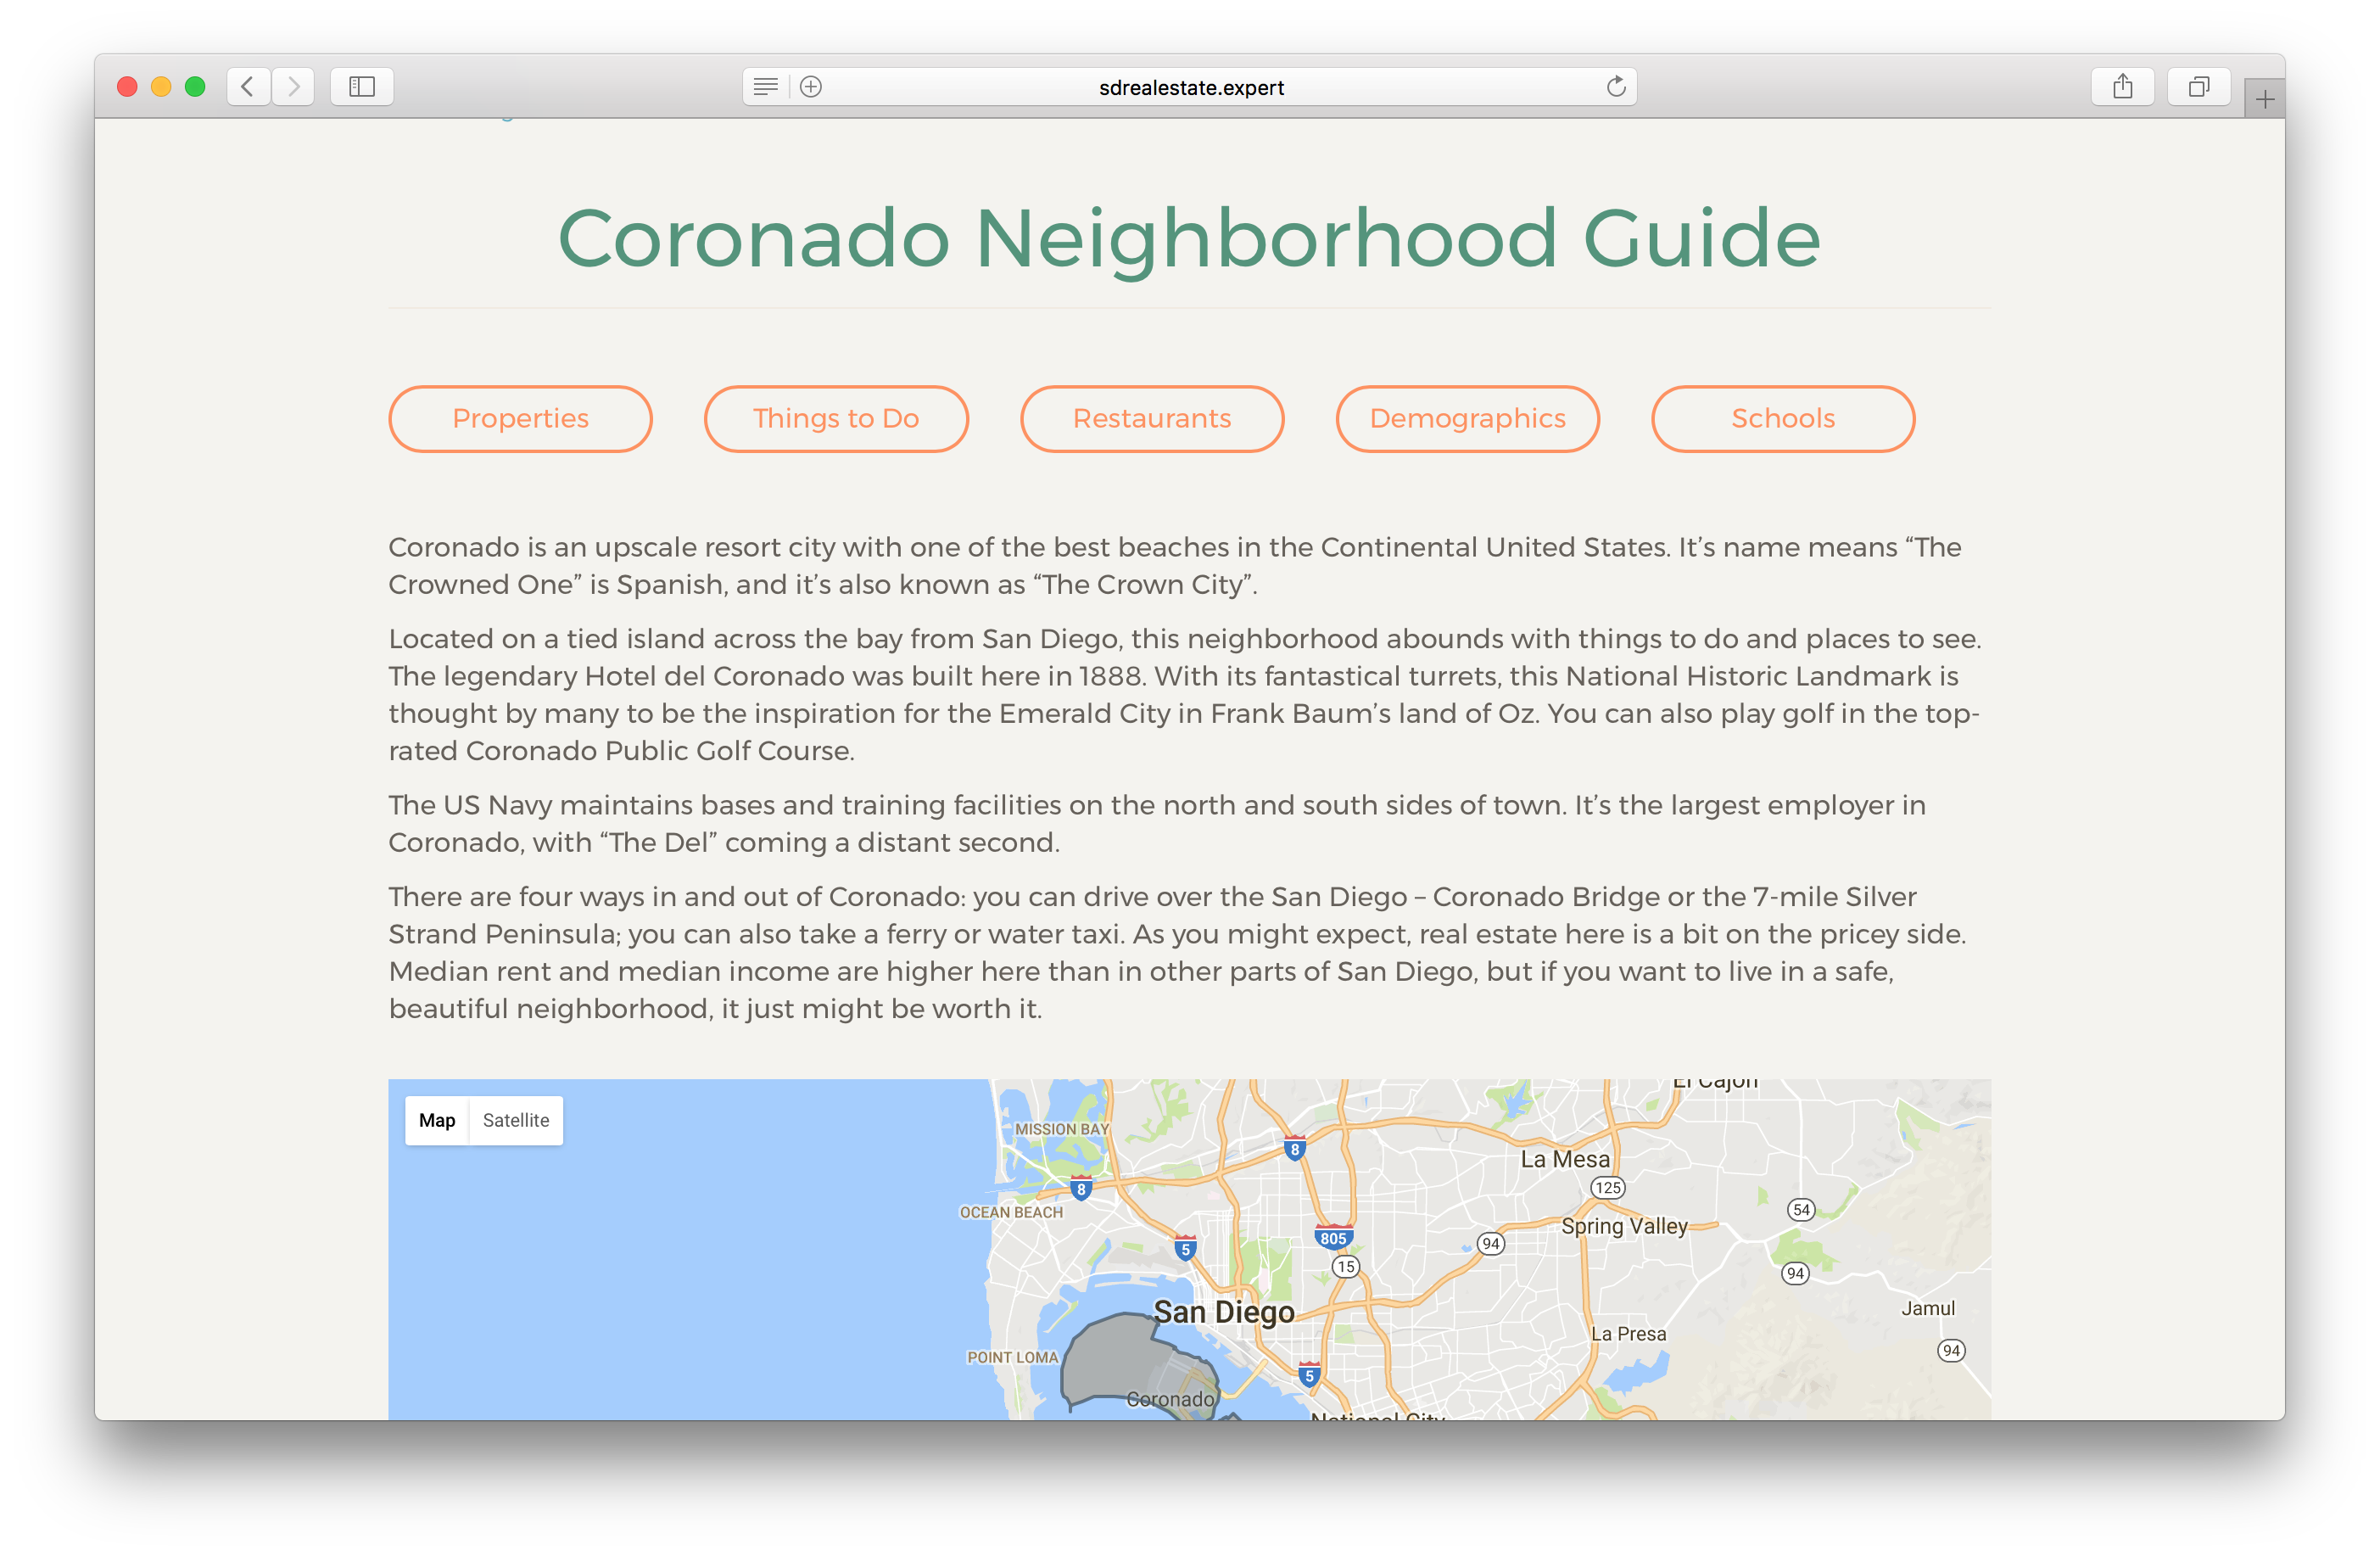 sdrealestate.expert
Coronado Neighborhood Guide
Properties
Things to Do
Restaurants
Demographics
Schools
Coronado is an upscale resort city with one of the best beaches in the Continental United States. It’s name means “The
Crowned One” is Spanish, and it’s also known as “The Crown City”.
Located on a tied island across the bay from San Diego, this neighborhood abounds with things to do and places to see.
The legendary Hotel del Coronado was built here in 1888. With its fantastical turrets, this National Historic Landmark is
thought by many to be the inspiration for the Emerald City in Frank Baum’s land of Oz. You can also play golf in the top-
rated Coronado Public Golf Course.
The US Navy maintains bases and training facilities on the north and south sides of town. It’s the largest employer in
Coronado, with “The Del” coming a distant second.
There are four ways in and out of Coronado: you can drive over the San Diego – Coronado Bridge or the 7-mile Silver
Strand Peninsula; you can also take a ferry or water taxi. As you might expect, real estate here is a bit on the pricey side.
Median rent and median income are higher here than in other parts of San Diego, but if you want to live in a safe,
beautiful neighborhood, it just might be worth it.
Map
Satellite
El Cajon
MISSION BAY
8
La Mesa
8
125
OCEAN BEACH
54
Spring Valley
805
94
5
15
94
San Diego
Jamul
La Presa
POINT LOMA
94
5
Coronado
National City